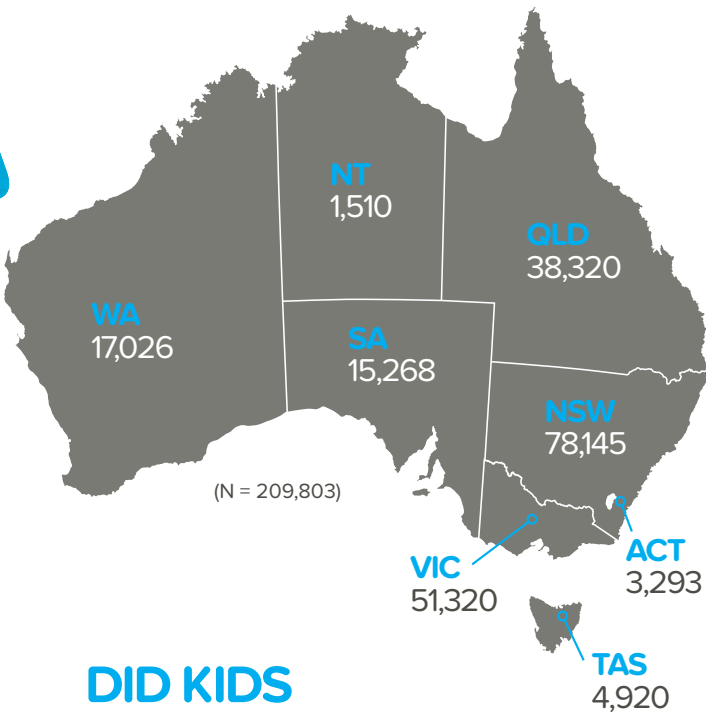 NT
1,510
QLD
38,320
WA
17,026
SA
15,268
NSW
78,145
(N = 209,803)
VIC
51,320
ACT
3,293
TAS
4,920
DID KIDS